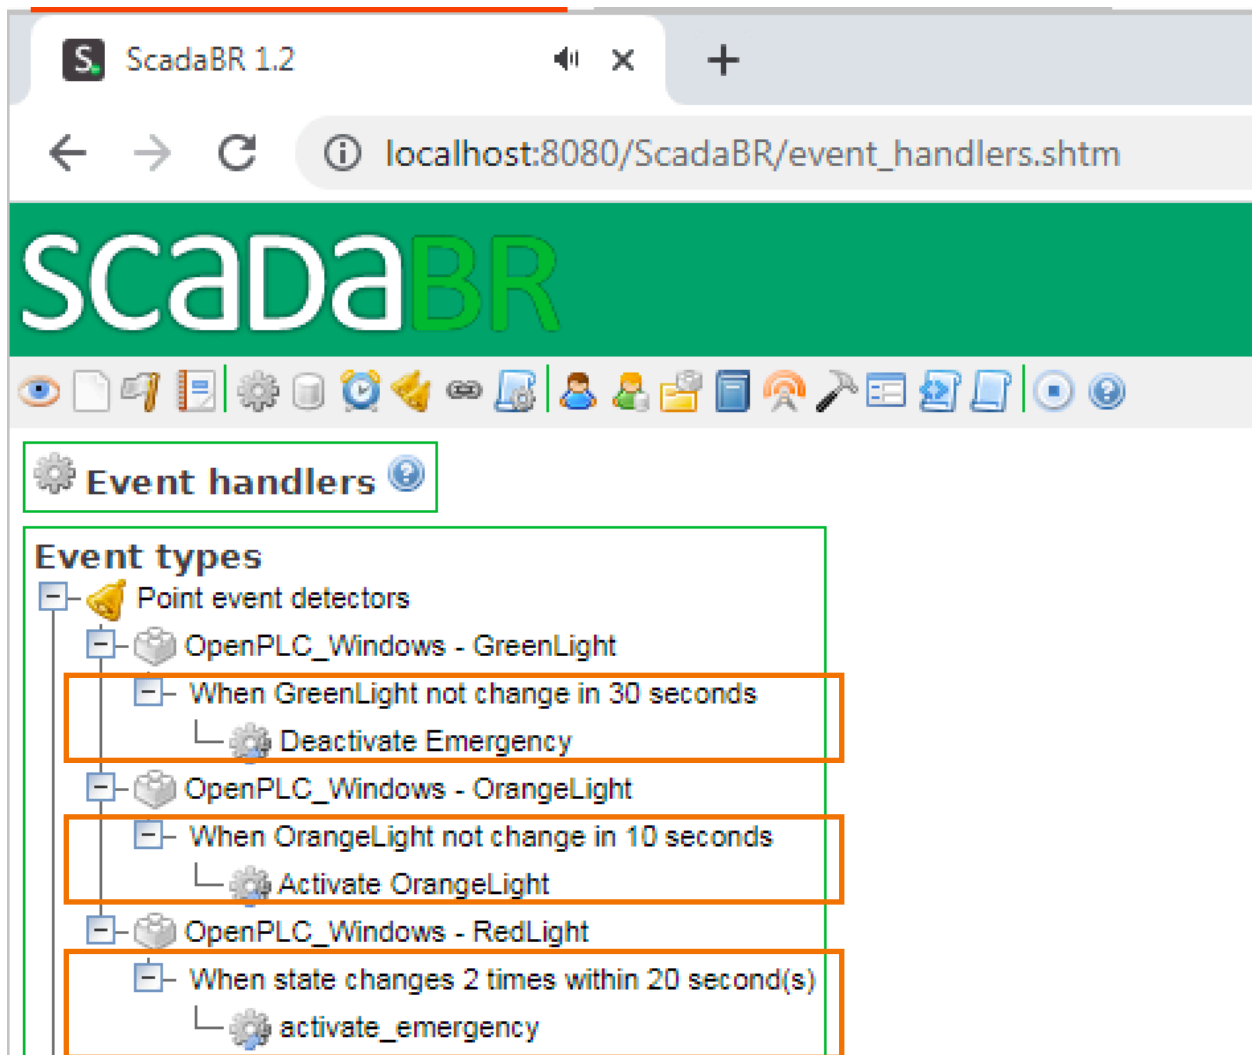 ScadaBR 1.2
localhost:8080/ScadaBR/event_handlers.shtm
scadaBR
Event handlers
Event types
Point event detectors
OpenPLC_Windows - GreenLight
When GreenLight not change in 30 seconds
Deactivate Emergency
OpenPLC_Windows - OrangeLight
When OrangeLight not change in 10 seconds
Activate OrangeLight
OpenPLC_Windows - RedLight
When state changes 2 times within 20 second(s)
activate_emergency